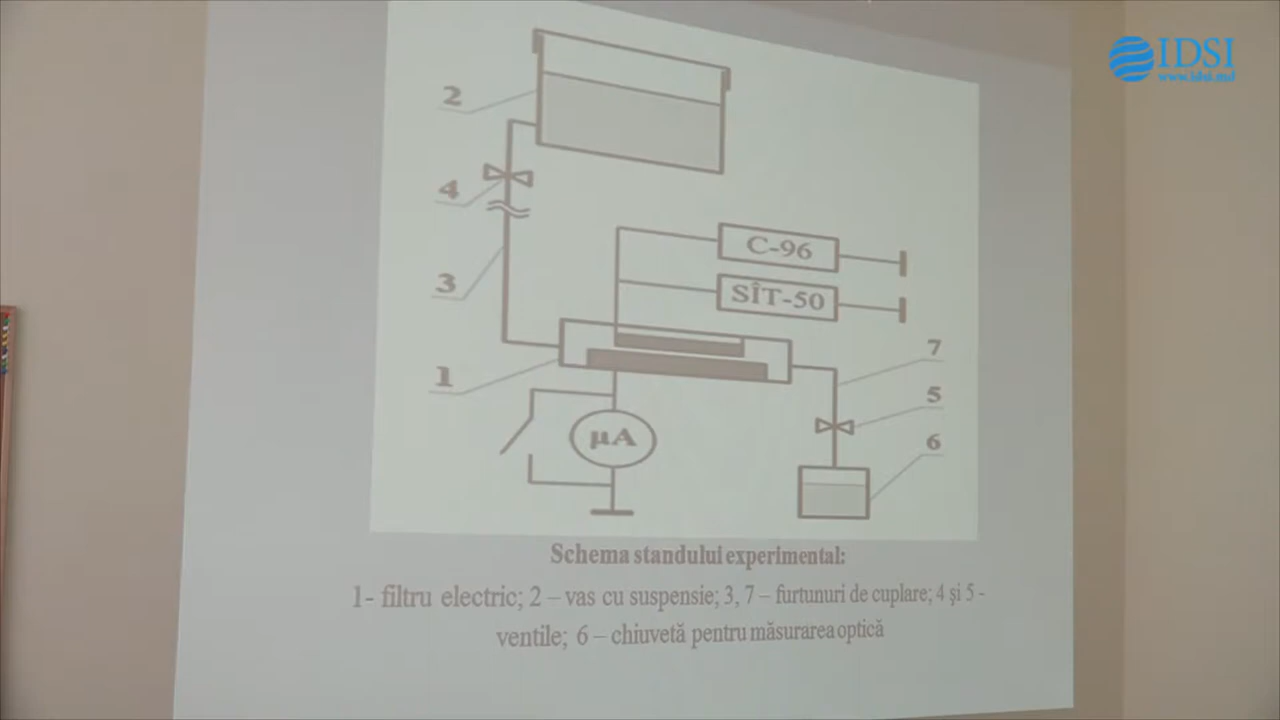 IDSI
www.idsi.md
2
4
3
C-96
SÎT-50
7
1
5
µA
6
Schema standului experimental:
1- filtru electric; 2 – vas cu suspensie; 3, 7 – furtunuri de cuplare; 4 și 5 -
ventile; 6 – chiuvetă pentru măsurarea optică